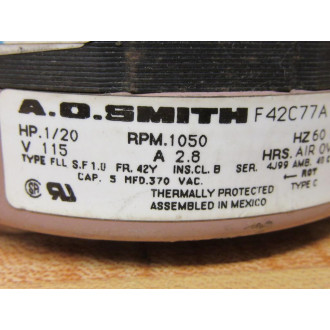 A.O.SMITH F42C77A
HP.1/20 RPM.1050 HZ 60
V 115 A 2.8 HRS. AIR OV
TYPE FLL S.F 1.0 FR. 42Y INS.CL. B SER. 4J99 AMB. 40 C
CAP. 5 MFD.370 VAC. ← ROT
THERMALLY PROTECTED TYPE C
ASSEMBLED IN MEXICO